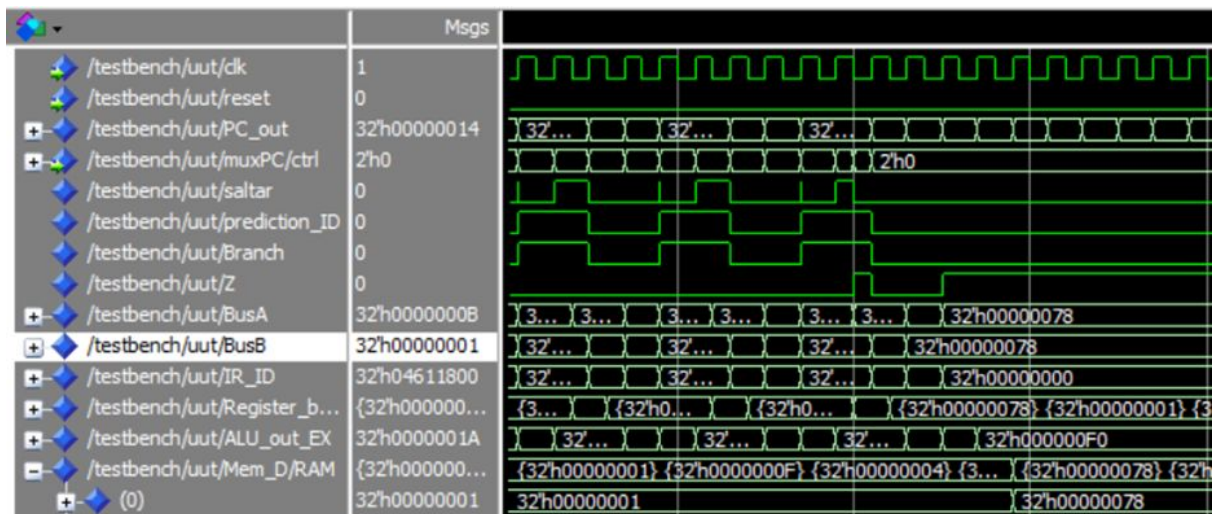 Msgs
/testbench/uut/clk 1
/testbench/uut/reset 0
/testbench/uut/PC_out 32'h00000014 32'... 32'... 32'...
/testbench/uut/muxPC/ctrl 2'h0 2'h0
/testbench/uut/saltar 0
/testbench/uut/prediction_ID 0
/testbench/uut/Branch 0
/testbench/uut/Z 0
/testbench/uut/BusA 32'h0000000B 3... 3... 3... 3... 3... 3... 32'h00000078
/testbench/uut/BusB 32'h00000001 32'... 32'... 32'... 32'h00000078
/testbench/uut/IR_ID 32'h04611800 32'... 32'... 32'... 32'h00000000
/testbench/uut/Register_b... {32'h000000... {3... {32'h0... {32'h0... {32'h00000078} {32'h00000001} {3
/testbench/uut/ALU_out_EX 32'h0000001A 32'... 32'... 32'... 32'h000000F0
/testbench/uut/Mem_D/RAM {32'h000000... {32'h00000001} {32'h0000000F} {32'h00000004} {3... {32'h00000078} {32'h
(0) 32'h00000001 32'h00000001 32'h00000078